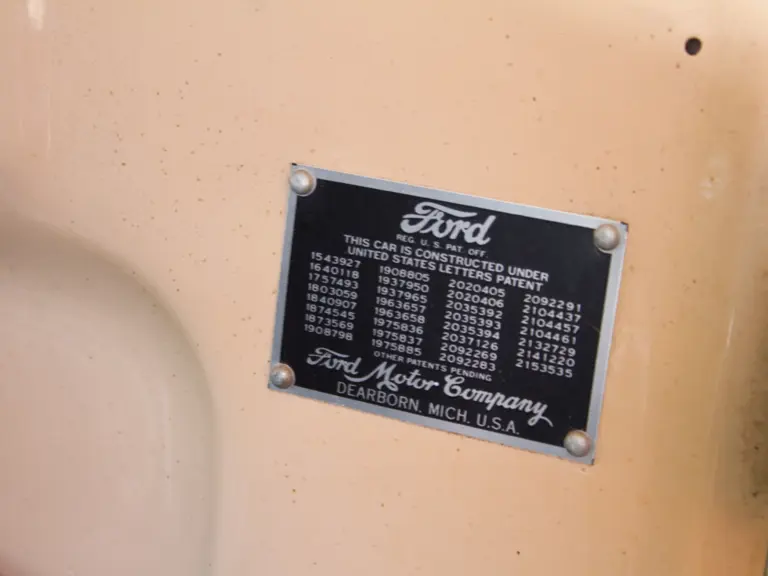 Ford
REG. U. S. PAT. OFF.
THIS CAR IS CONSTRUCTED UNDER
UNITED STATES LETTERS PATENT
1543927 1908805 2020405 2092291
1640118 1937950 2020406 2104437
1757493 1937965 2035392 2104457
1803059 1963657 2035393 2104461
1840907 1963658 2035394 2132729
1874545 1975836 2037126 2141220
1873569 1975837 2092269 2153535
1908798 1975885 2092283
OTHER PATENTS PENDING
Ford Motor Company
DEARBORN, MICH. U.S.A.